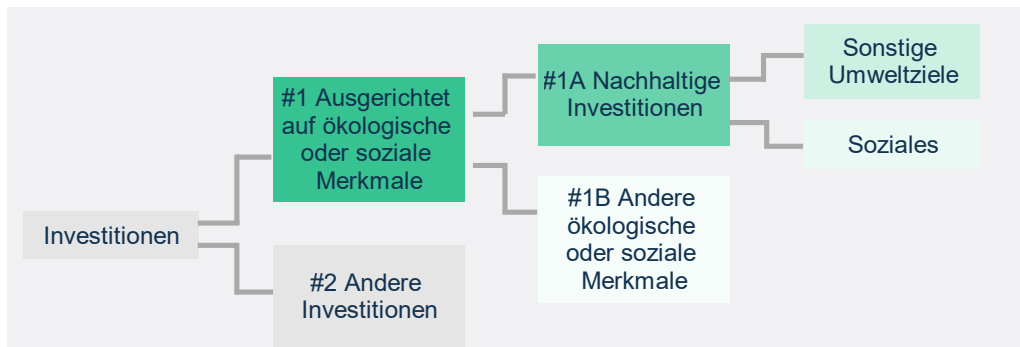 Investitionen
#1 Ausgerichtet
auf ökologische
oder soziale
Merkmale
#2 Andere
Investitionen
#1A Nachhaltige
Investitionen
#1B Andere
ökologische
oder soziale
Merkmale
Sonstige
Umweltziele
Soziales